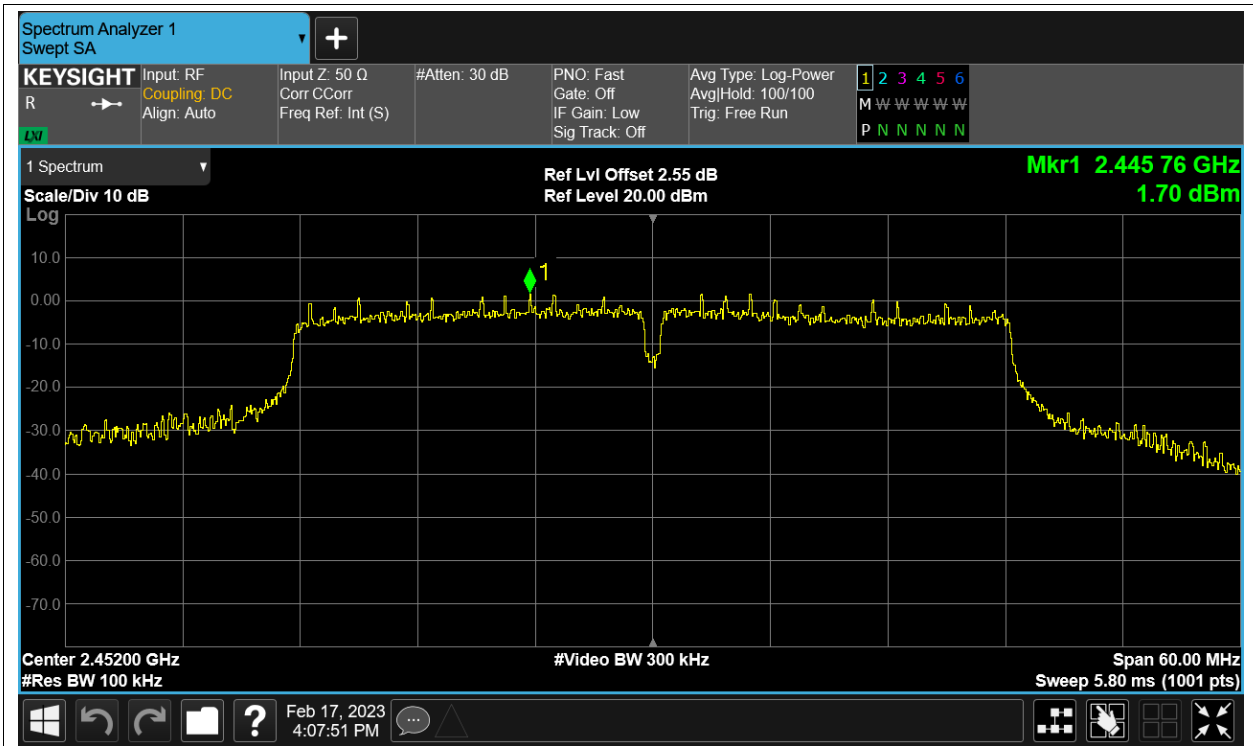 Spectrum Analyzer 1
Swept SA
KEYSIGHT
R
LXI
Input: RF
Coupling: DC
Align: Auto
Input Z: 50 Ω
Corr CCorr
Freq Ref: Int (S)
#Atten: 30 dB
PNO: Fast
Gate: Off
IF Gain: Low
Sig Track: Off
Avg Type: Log-Power
Avg|Hold: 100/100
Trig: Free Run
1 2 3 4 5 6
M W W W W W
P N N N N N
1 Spectrum
Scale/Div 10 dB
Ref Lvl Offset 2.55 dB
Ref Level 20.00 dBm
Mkr1 2.445 76 GHz
1.70 dBm
Log
1
10.0
0.00
-10.0
-20.0
-30.0
-40.0
-50.0
-60.0
-70.0
Center 2.45200 GHz
#Video BW 300 kHz
Span 60.00 MHz
#Res BW 100 kHz
Sweep 5.80 ms (1001 pts)
?
Feb 17, 2023
4:07:51 PM